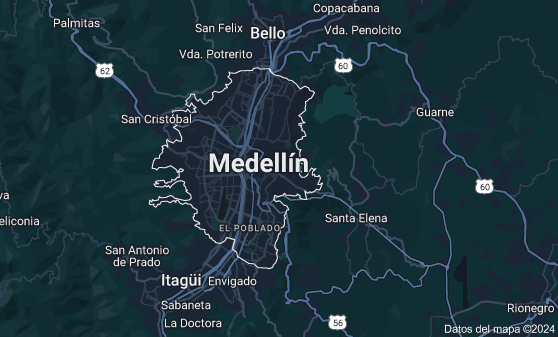 Copacabana
Palmitas
San Felix
Bello
Vda. Penolcito
Vda. Potrerito
60
62
San Cristóbal
Guarne
Medellín
60
eliconia
Santa Elena
EL POBLADO
San Antonio
de Prado
Itagüi
Envigado
Sabaneta
Rionegro
La Doctora
56
Datos del mapa ©2024